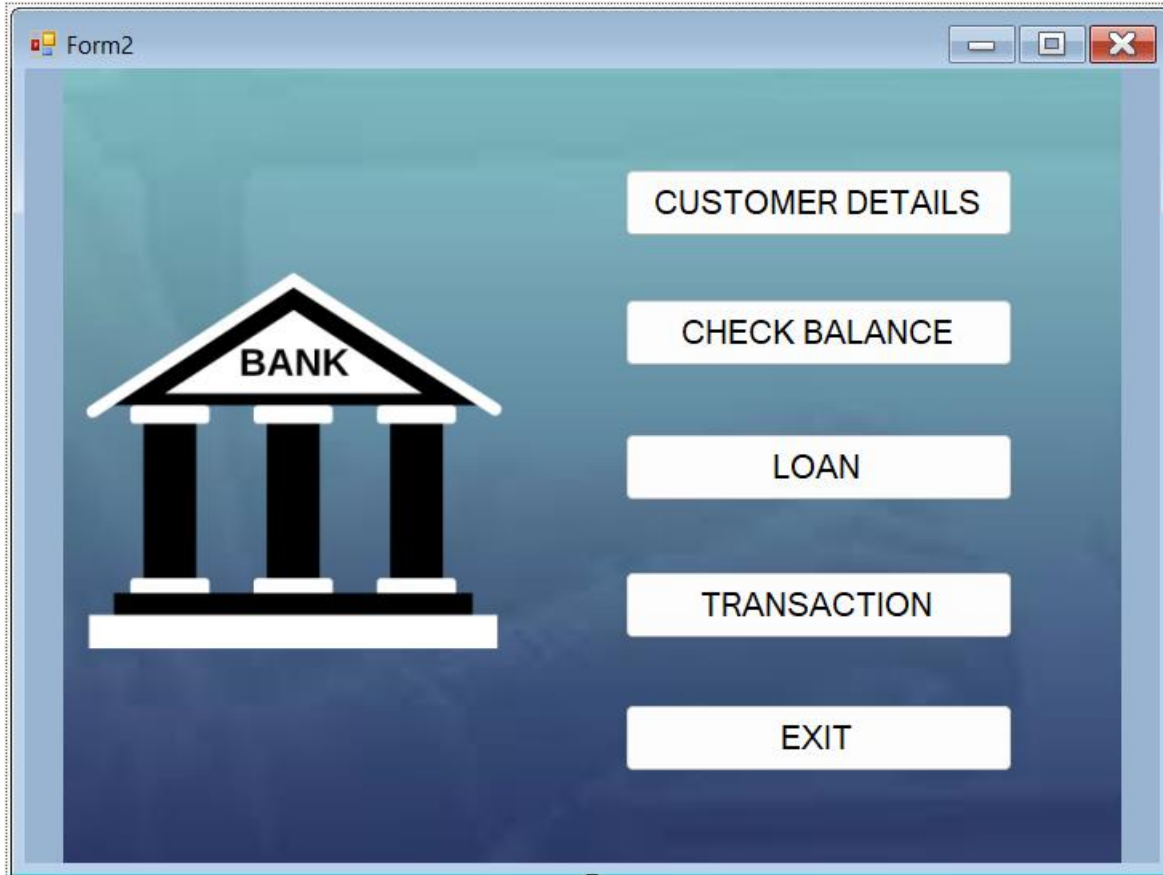 Form2
CUSTOMER DETAILS
CHECK BALANCE
BANK
LOAN
TRANSACTION
EXIT